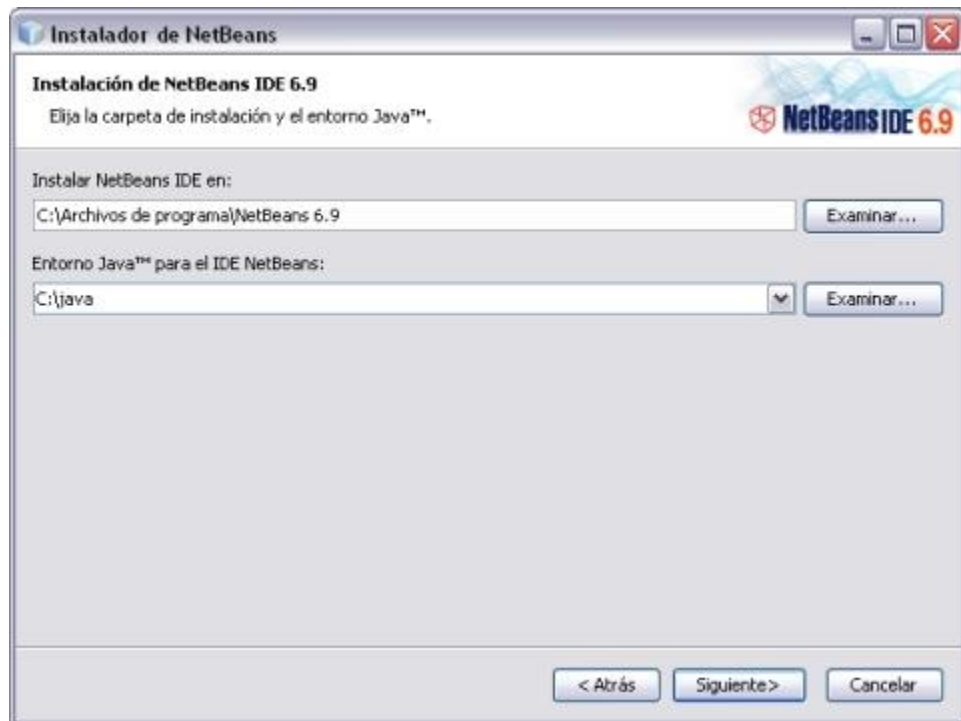 Instalador de NetBeans
Instalación de NetBeans IDE 6.9
Elija la carpeta de instalación y el entorno Java™.
NetBeans IDE 6.9
Instalar NetBeans IDE en:
C:\Archivos de programa\NetBeans 6.9
Examinar...
Entorno Java™ para el IDE NetBeans:
C:\java
Examinar...
< Atrás
Siguiente>
Cancelar